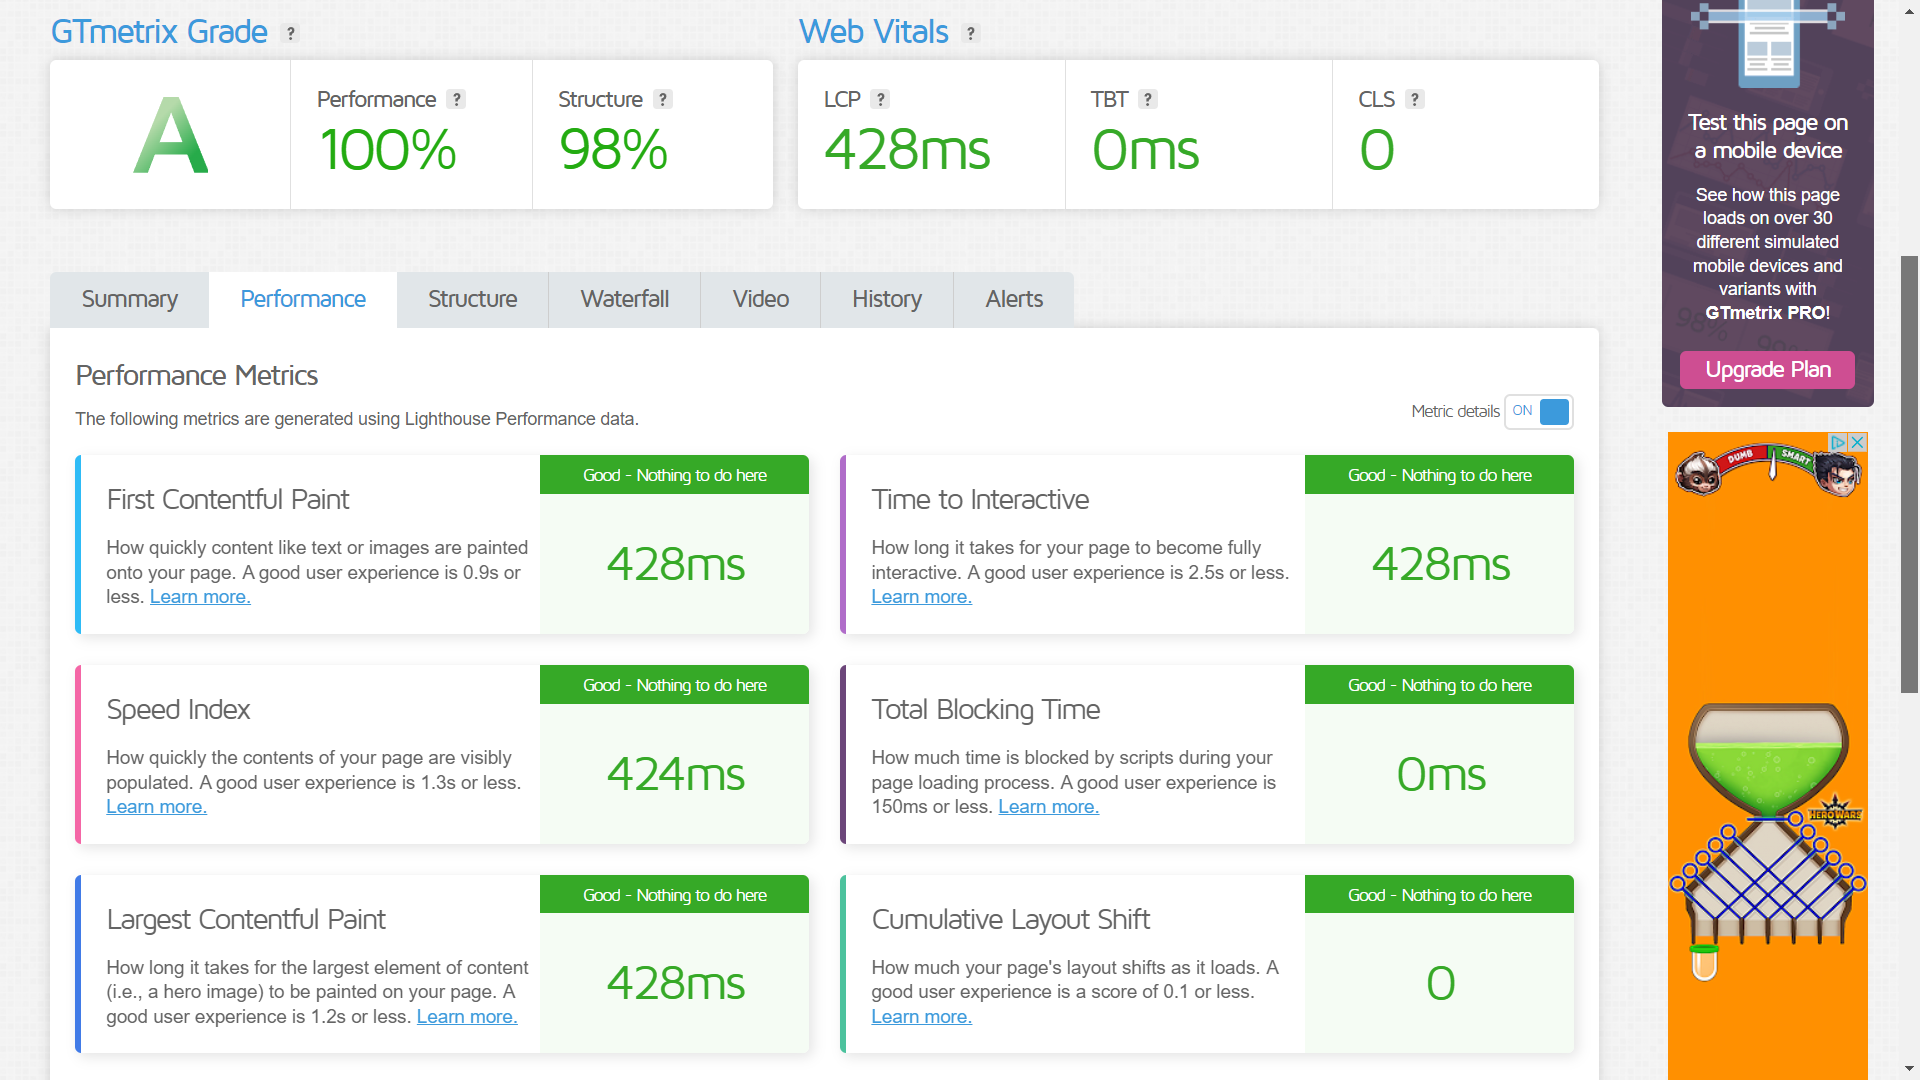 GTmetrix Grade ?
Web Vitals ?
A
Performance ?
100%
Structure ?
98%
LCP ?
428ms
TBT ?
0ms
CLS ?
0
Summary
Performance
Structure
Waterfall
Video
History
Alerts
Performance Metrics
The following metrics are generated using Lighthouse Performance data.
Metric details ON
First Contentful Paint
How quickly content like text or images are painted
onto your page. A good user experience is 0.9s or
less. Learn more.
Good - Nothing to do here
428ms
Time to Interactive
How long it takes for your page to become fully
interactive. A good user experience is 2.5s or less.
Learn more.
Good - Nothing to do here
428ms
Speed Index
How quickly the contents of your page are visibly
populated. A good user experience is 1.3s or less.
Learn more.
Good - Nothing to do here
424ms
Total Blocking Time
How much time is blocked by scripts during your
page loading process. A good user experience is
150ms or less. Learn more.
Good - Nothing to do here
0ms
Largest Contentful Paint
How long it takes for the largest element of content
(i.e., a hero image) to be painted on your page. A
good user experience is 1.2s or less. Learn more.
Good - Nothing to do here
428ms
Cumulative Layout Shift
How much your page's layout shifts as it loads. A
good user experience is a score of 0.1 or less.
Learn more.
Good - Nothing to do here
0
Test this page on
a mobile device
See how this page
loads on over 30
different simulated
mobile devices and
variants with
GTmetrix PRO!
98%
Upgrade Plan
DUMB
SMART
HERO WARS